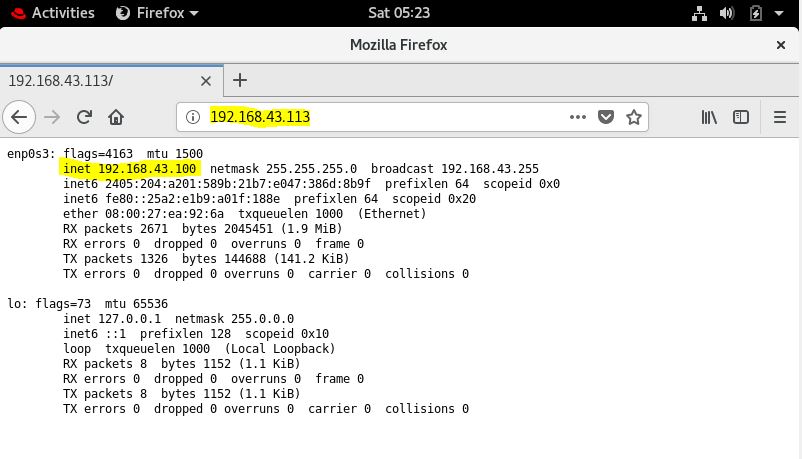 Activities Firefox Sat 05:23
Mozilla Firefox
192.168.43.113/
192.168.43.113
enp0s3: flags=4163  mtu 1500
        inet 192.168.43.100  netmask 255.255.255.0  broadcast 192.168.43.255
        inet6 2405:204:a201:589b:21b7:e047:386d:8b9f  prefixlen 64  scopeid 0x0
        inet6 fe80::25a2:e1b9:a01f:188e  prefixlen 64  scopeid 0x20
        ether 08:00:27:ea:92:6a  txqueuelen 1000  (Ethernet)
        RX packets 2671  bytes 2045451 (1.9 MiB)
        RX errors 0  dropped 0  overruns 0  frame 0
        TX packets 1326  bytes 144688 (141.2 KiB)
        TX errors 0  dropped 0 overruns 0  carrier 0  collisions 0
lo: flags=73  mtu 65536
        inet 127.0.0.1  netmask 255.0.0.0
        inet6 ::1  prefixlen 128  scopeid 0x10
        loop  txqueuelen 1000  (Local Loopback)
        RX packets 8  bytes 1152 (1.1 KiB)
        RX errors 0  dropped 0  overruns 0  frame 0
        TX packets 8  bytes 1152 (1.1 KiB)
        TX errors 0  dropped 0 overruns 0  carrier 0  collisions 0